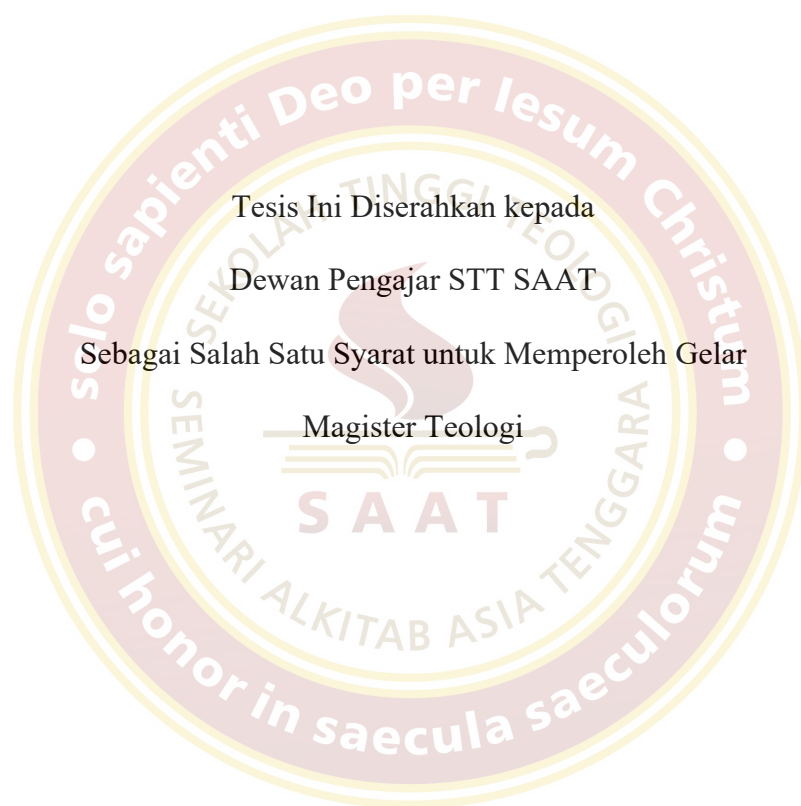 solo sapienti Deo per Iesum Christum
SEKOLAH TINGGI TEOLOGI
Tesis Ini Diserahkan kepada
Dewan Pengajar STT SAAT
Sebagai Salah Satu Syarat untuk Memperoleh Gelar
Magister Teologi
SAAT
SEMINARI ALKITAB ASIA TENGGARA
cui honor in saecula saeculorum